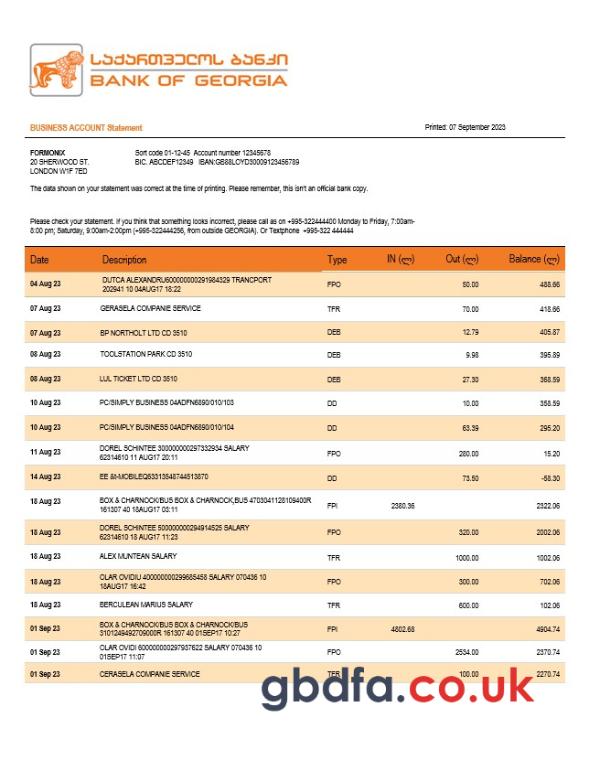 საქართველოს ბანკი
BANK OF GEORGIA
BUSINESS ACCOUNT Statement
Printed: 07 September 2023
FORMONIX Sort code 01-12-45 Account number 12345678
20 SHERWOOD ST. BIC. ABCDEF12349 IBAN:GB88LOYD30009123456789
LONDON W1F 7ED
The data shown on your statement was correct at the time of printing. Please remember, this isn't an official bank copy.
Please check your statement. If you think that something looks incorrect, please call as on +995-322444400 Monday to Friday, 7:00am-
8:00 pm; Saturday, 9:00am-2:00pm (+995-322444256, from outside GEORGIA). Or Textphone +995-322 444444
Date Description Type IN (ლ) Out (ლ) Balance (ლ)
04 Aug 23 DUTCA ALEXANDRU600000000291984329 TRANCPORT FPO 50.00 488.66
202941 10 04AUG17 18:22
07 Aug 23 GERASELA COMPANIE SERVICE TFR 70.00 418.66
07 Aug 23 BP NORTHOLT LTD CD 3510 DEB 12.79 405.87
08 Aug 23 TOOLSTATION PARK CD 3510 DEB 9.98 395.89
08 Aug 23 LUL TICKET LTD CD 3510 DEB 27.30 368.59
10 Aug 23 PC/SIMPLY BUSINESS 04ADFN6890/010/103 DD 10.00 358.59
10 Aug 23 PC/SIMPLY BUSINESS 04ADFN6890/010/104 DD 63.39 295.20
11 Aug 23 DOREL SCHINTEE 300000000297332934 SALARY FPO 280.00 15.20
62314610 11 AUG17 20:11
14 Aug 23 EE &t-MOBILEQ63313548744513870 DD 73.50 -58.30
18 Aug 23 BOX & CHARNOCK/BUS BOX & CHARNOCK,BUS 4703041128109400R FPI 2380.36 2322.06
161307 40 18AUG17 03:11
18 Aug 23 DOREL SCHINTEE 500000000294914525 SALARY FPO 320.00 2002.06
62314610 18 AUG17 11:23
18 Aug 23 ALEX MUNTEAN SALARY TFR 1000.00 1002.06
18 Aug 23 OLAR OVIDIU 400000000299685458 SALARY 070436 10 FPO 300.00 702.06
18AUG17 16:42
18 Aug 23 BERCULEAN MARIUS SALARY TFR 600.00 102.06
01 Sep 23 BOX & CHARNOCK/BUS BOX & CHARNOCK/BUS FPI 4802.68 4904.74
3101249492709000R 161307 40 01SEP17 10:27
01 Sep 23 OLAR OVIDI 600000000297937622 SALARY 070436 10 FPO 2534.00 2370.74
01SEP17 11:07
01 Sep 23 CERASELA COMPANIE SERVICE TFR 100.00 2270.74
gbdfa.co.uk